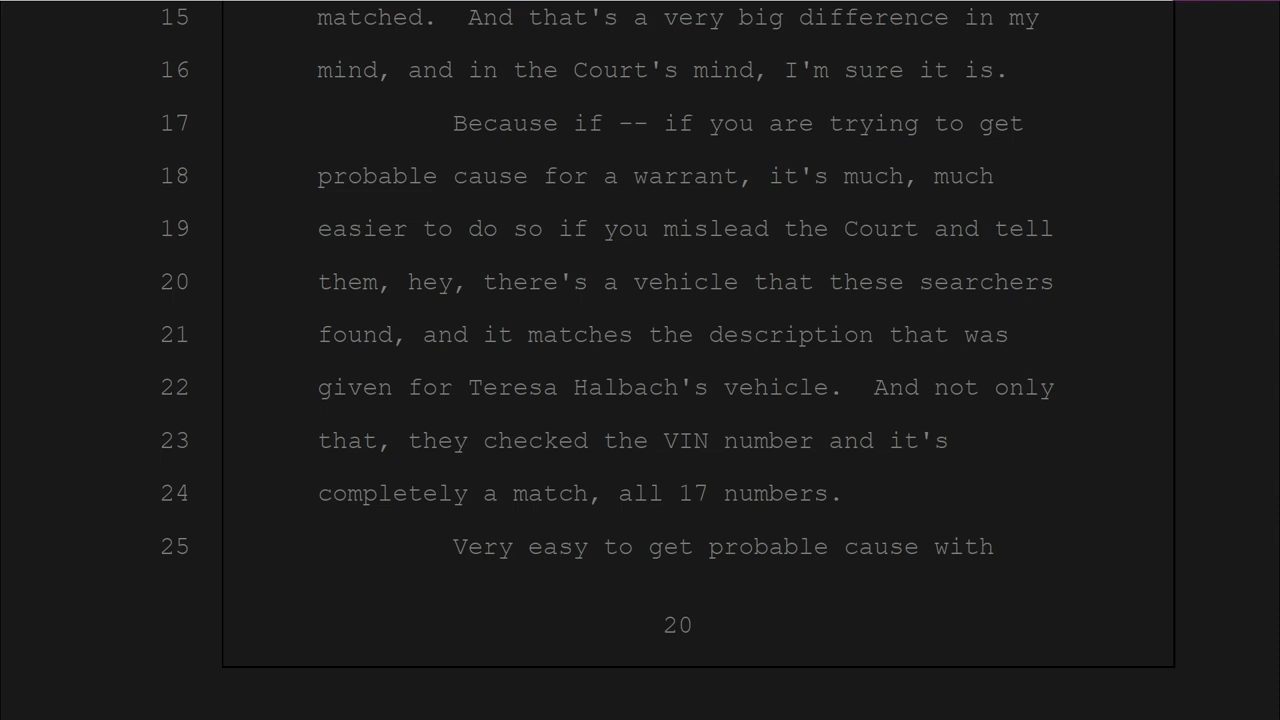 15 matched.  And that's a very big difference in my
16 mind, and in the Court's mind, I'm sure it is.
17 Because if -- if you are trying to get
18 probable cause for a warrant, it's much, much
19 easier to do so if you mislead the Court and tell
20 them, hey, there's a vehicle that these searchers
21 found, and it matches the description that was
22 given for Teresa Halbach's vehicle.  And not only
23 that, they checked the VIN number and it's
24 completely a match, all 17 numbers.
25 Very easy to get probable cause with
20